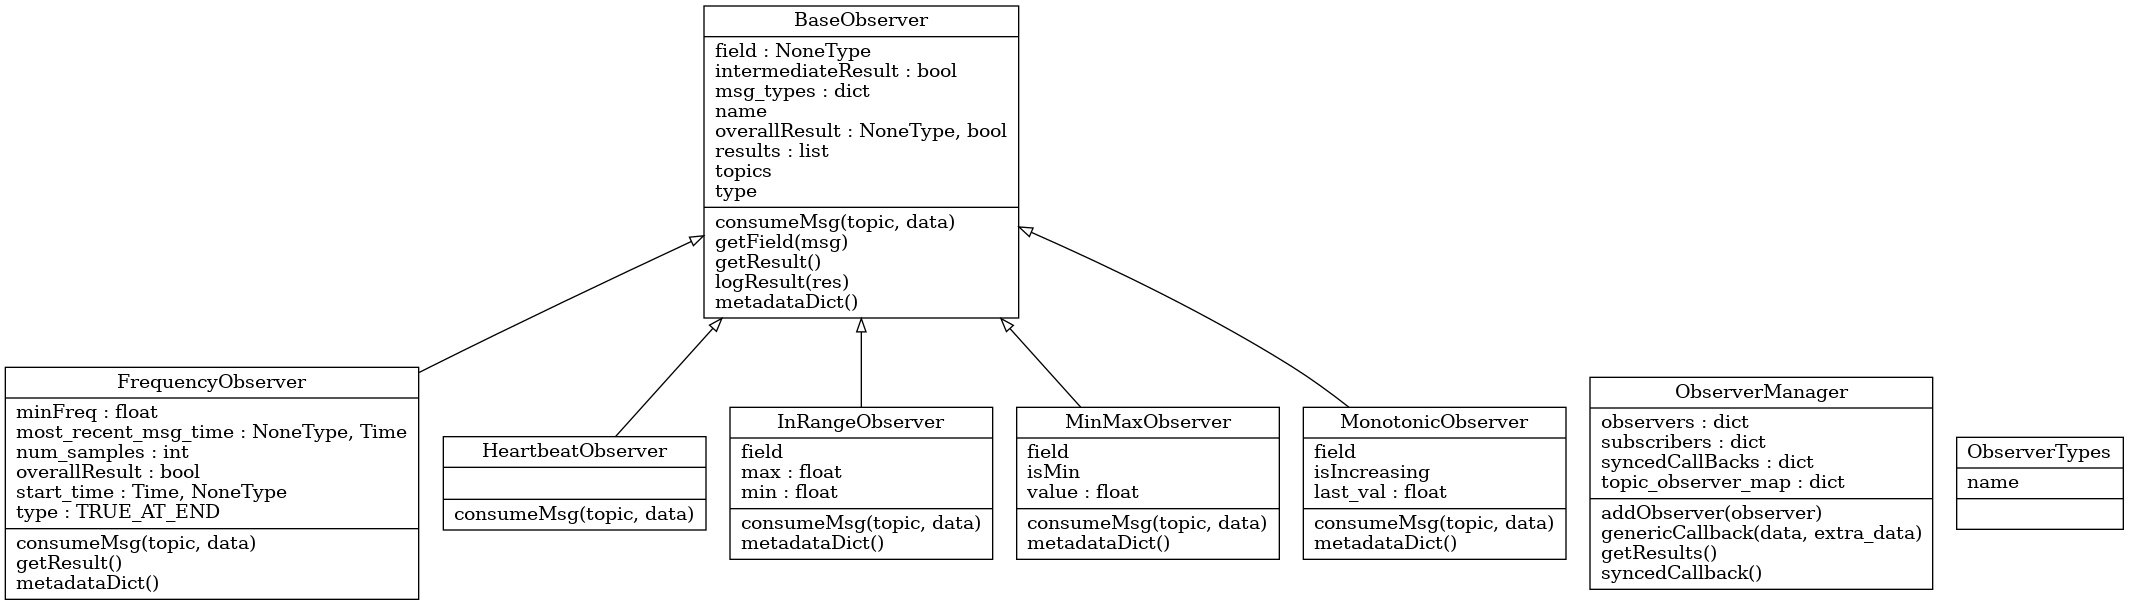 BaseObserver
field : NoneType
intermediateResult : bool
msg_types : dict
name
overallResult : NoneType, bool
results : list
topics
type
consumeMsg(topic, data)
getField(msg)
getResult()
logResult(res)
metadataDict()
FrequencyObserver
minFreq : float
most_recent_msg_time : NoneType, Time
num_samples : int
overallResult : bool
start_time : Time, NoneType
type : TRUE_AT_END
consumeMsg(topic, data)
getResult()
metadataDict()
HeartbeatObserver
consumeMsg(topic, data)
InRangeObserver
field
max : float
min : float
consumeMsg(topic, data)
metadataDict()
MinMaxObserver
field
isMin
value : float
consumeMsg(topic, data)
metadataDict()
MonotonicObserver
field
isIncreasing
last_val : float
consumeMsg(topic, data)
metadataDict()
ObserverManager
observers : dict
subscribers : dict
syncedCallBacks : dict
topic_observer_map : dict
addObserver(observer)
genericCallback(data, extra_data)
getResults()
syncedCallback()
ObserverTypes
name